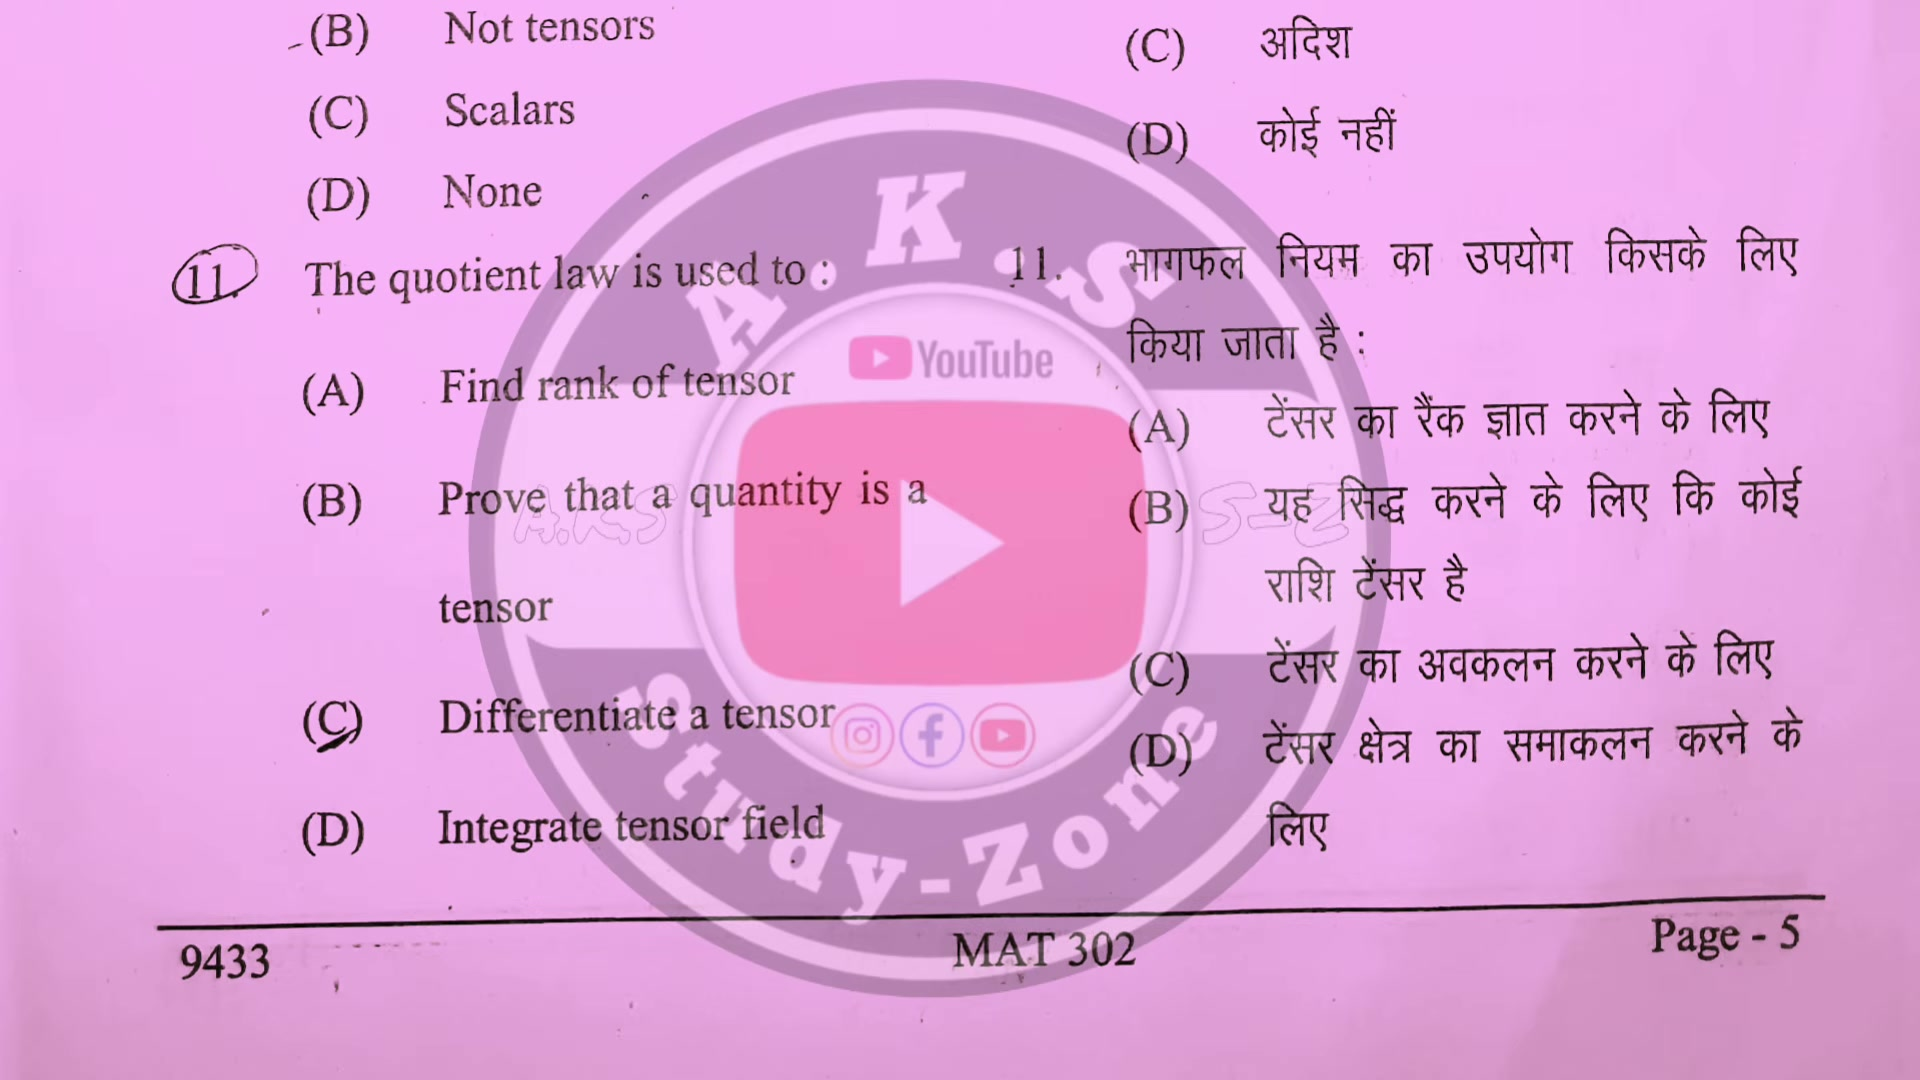 (B) Not tensors
(C) Scalars
(D) None
11. The quotient law is used to :
(A) Find rank of tensor
(B) Prove that a quantity is a
tensor
(C) Differentiate a tensor
(D) Integrate tensor field
(C) अदिश
(D) कोई नहीं
11. भागफल नियम का उपयोग किसके लिए
किया जाता है :
(A) टेंसर का रैंक ज्ञात करने के लिए
(B) यह सिद्ध करने के लिए कि कोई
राशि टेंसर है
(C) टेंसर का अवकलन करने के लिए
(D) टेंसर क्षेत्र का समाकलन करने के
लिए
9433 MAT 302 Page - 5
A.K.S
YouTube
A.K.S S-Z
Study-Zone